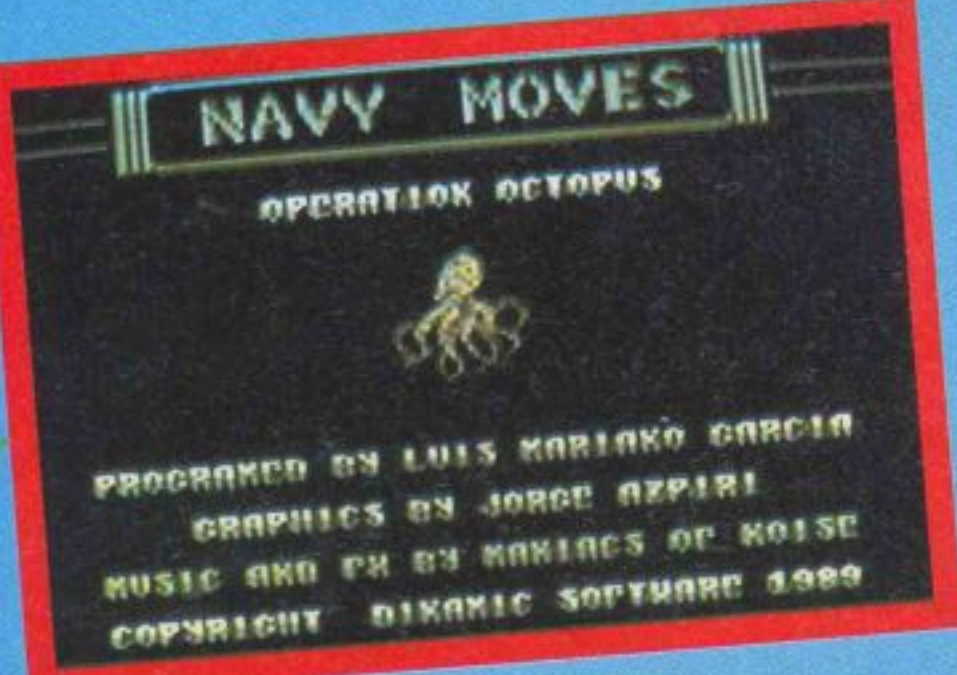 NAVY MOVES
OPERATION OCTOPUS
PROGRAMED BY LUIS MARIANO GARCIA
GRAPHICS BY JORGE AZPIRI
MUSIC AND FX BY MANIACS OF NOISE
COPYRIGHT DINAMIC SOFTWARE 1989